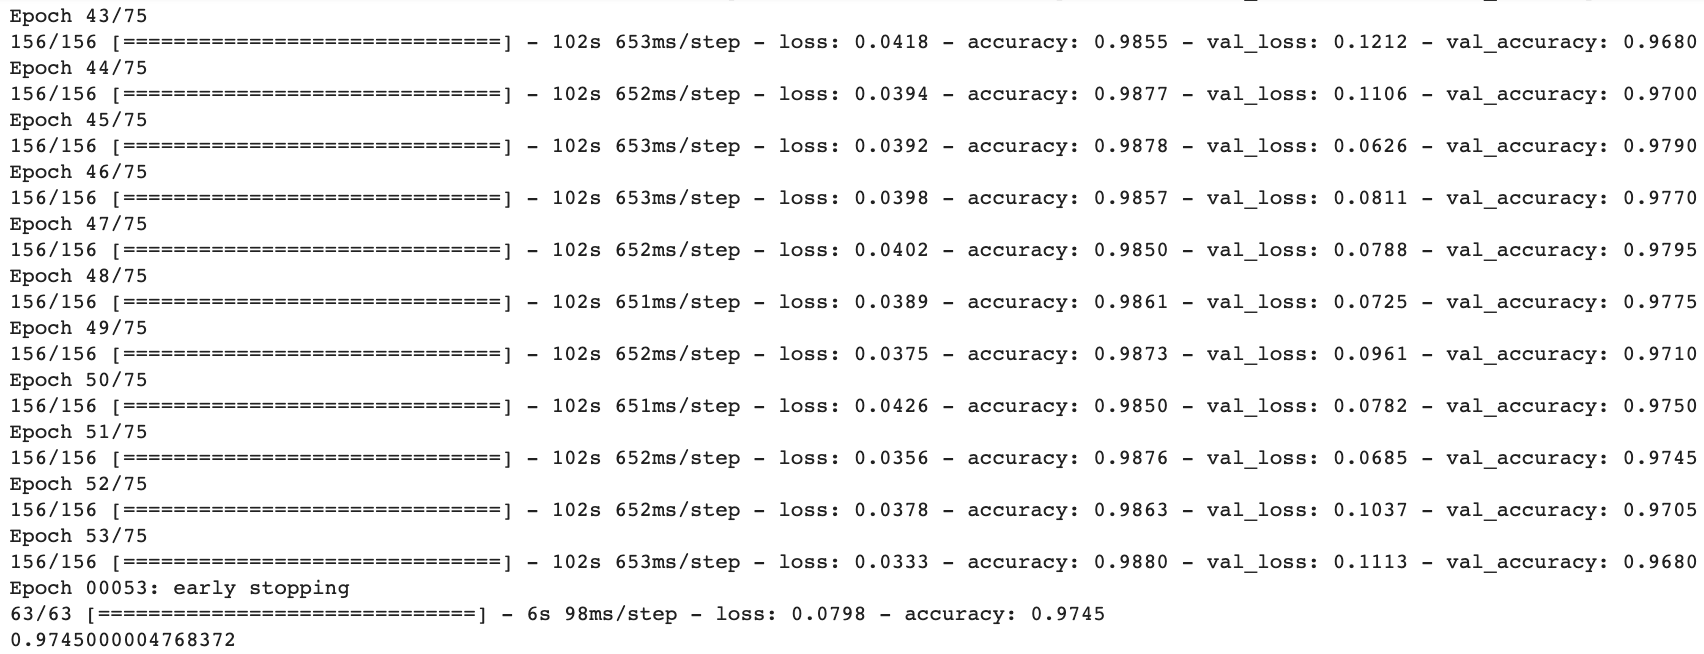 Epoch 43/75
156/156 [==============================] - 102s 653ms/step - loss: 0.0418 - accuracy: 0.9855 - val_loss: 0.1212 - val_accuracy: 0.9680
Epoch 44/75
156/156 [==============================] - 102s 652ms/step - loss: 0.0394 - accuracy: 0.9877 - val_loss: 0.1106 - val_accuracy: 0.9700
Epoch 45/75
156/156 [==============================] - 102s 653ms/step - loss: 0.0392 - accuracy: 0.9878 - val_loss: 0.0626 - val_accuracy: 0.9790
Epoch 46/75
156/156 [==============================] - 102s 653ms/step - loss: 0.0398 - accuracy: 0.9857 - val_loss: 0.0811 - val_accuracy: 0.9770
Epoch 47/75
156/156 [==============================] - 102s 652ms/step - loss: 0.0402 - accuracy: 0.9850 - val_loss: 0.0788 - val_accuracy: 0.9795
Epoch 48/75
156/156 [==============================] - 102s 651ms/step - loss: 0.0389 - accuracy: 0.9861 - val_loss: 0.0725 - val_accuracy: 0.9775
Epoch 49/75
156/156 [==============================] - 102s 652ms/step - loss: 0.0375 - accuracy: 0.9873 - val_loss: 0.0961 - val_accuracy: 0.9710
Epoch 50/75
156/156 [==============================] - 102s 651ms/step - loss: 0.0426 - accuracy: 0.9850 - val_loss: 0.0782 - val_accuracy: 0.9750
Epoch 51/75
156/156 [==============================] - 102s 652ms/step - loss: 0.0356 - accuracy: 0.9876 - val_loss: 0.0685 - val_accuracy: 0.9745
Epoch 52/75
156/156 [==============================] - 102s 652ms/step - loss: 0.0378 - accuracy: 0.9863 - val_loss: 0.1037 - val_accuracy: 0.9705
Epoch 53/75
156/156 [==============================] - 102s 653ms/step - loss: 0.0333 - accuracy: 0.9880 - val_loss: 0.1113 - val_accuracy: 0.9680
Epoch 00053: early stopping
63/63 [==============================] - 6s 98ms/step - loss: 0.0798 - accuracy: 0.9745
0.9745000004768372